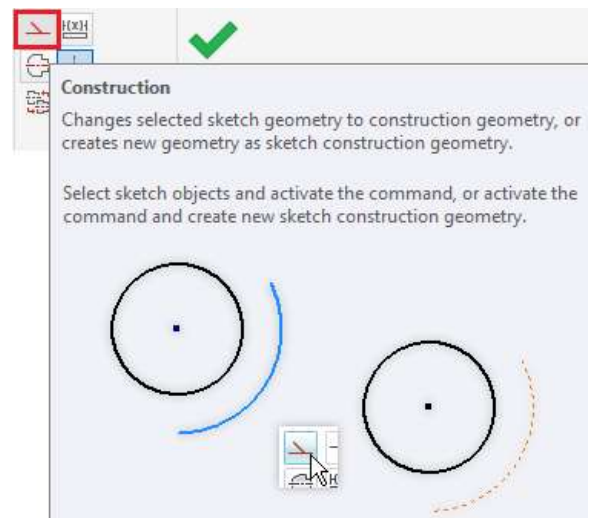 (x)
Construction
Changes selected sketch geometry to construction geometry, or
creates new geometry as sketch construction geometry.
Select sketch objects and activate the command, or activate the
command and create new sketch construction geometry.